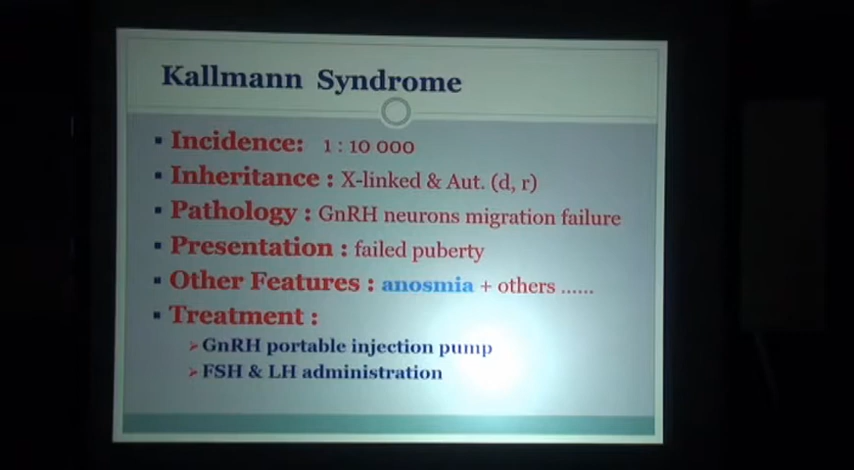 Kallmann Syndrome
Incidence: 1 : 10 000
Inheritance : X-linked & Aut. (d, r)
Pathology : GnRH neurons migration failure
Presentation : failed puberty
Other Features : anosmia + others ......
Treatment :
GnRH portable injection pump
FSH & LH administration